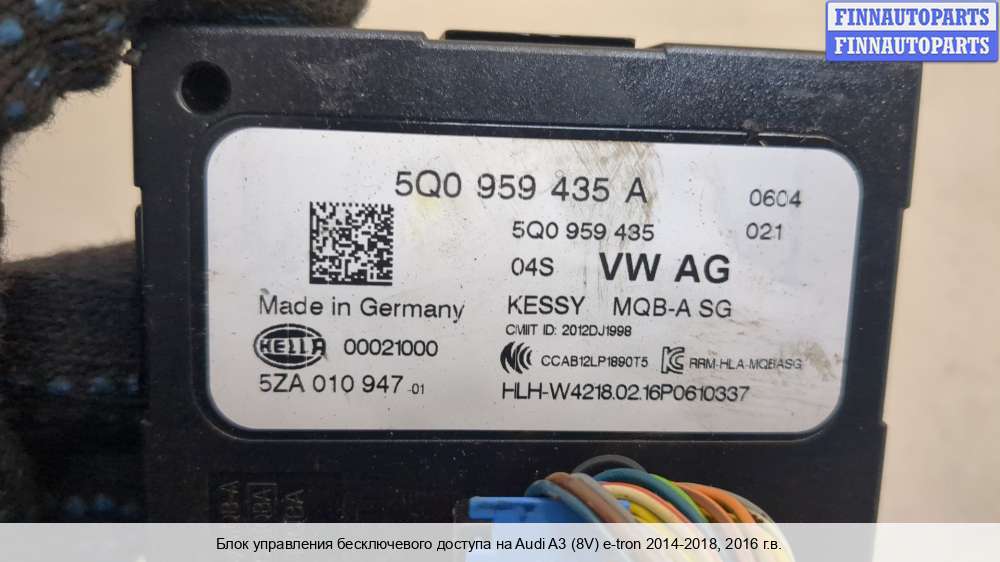 FINNAUTOPARTS
FINNAUTOPARTS
5Q0 959 435 A
0604
5Q0 959 435
021
04S VW AG
Made in Germany
KESSY MQB-A SG
CMIIT ID: 2012DJ1998
HELLA 00021000
CCAB12LP1890T5
RRM-HLA-MQBASG
5ZA 010 947 -01
HLH-W4218.02.16P0610337
Блок управления бесключевого доступа на Audi A3 (8V) e-tron 2014-2018, 2016 г.в.